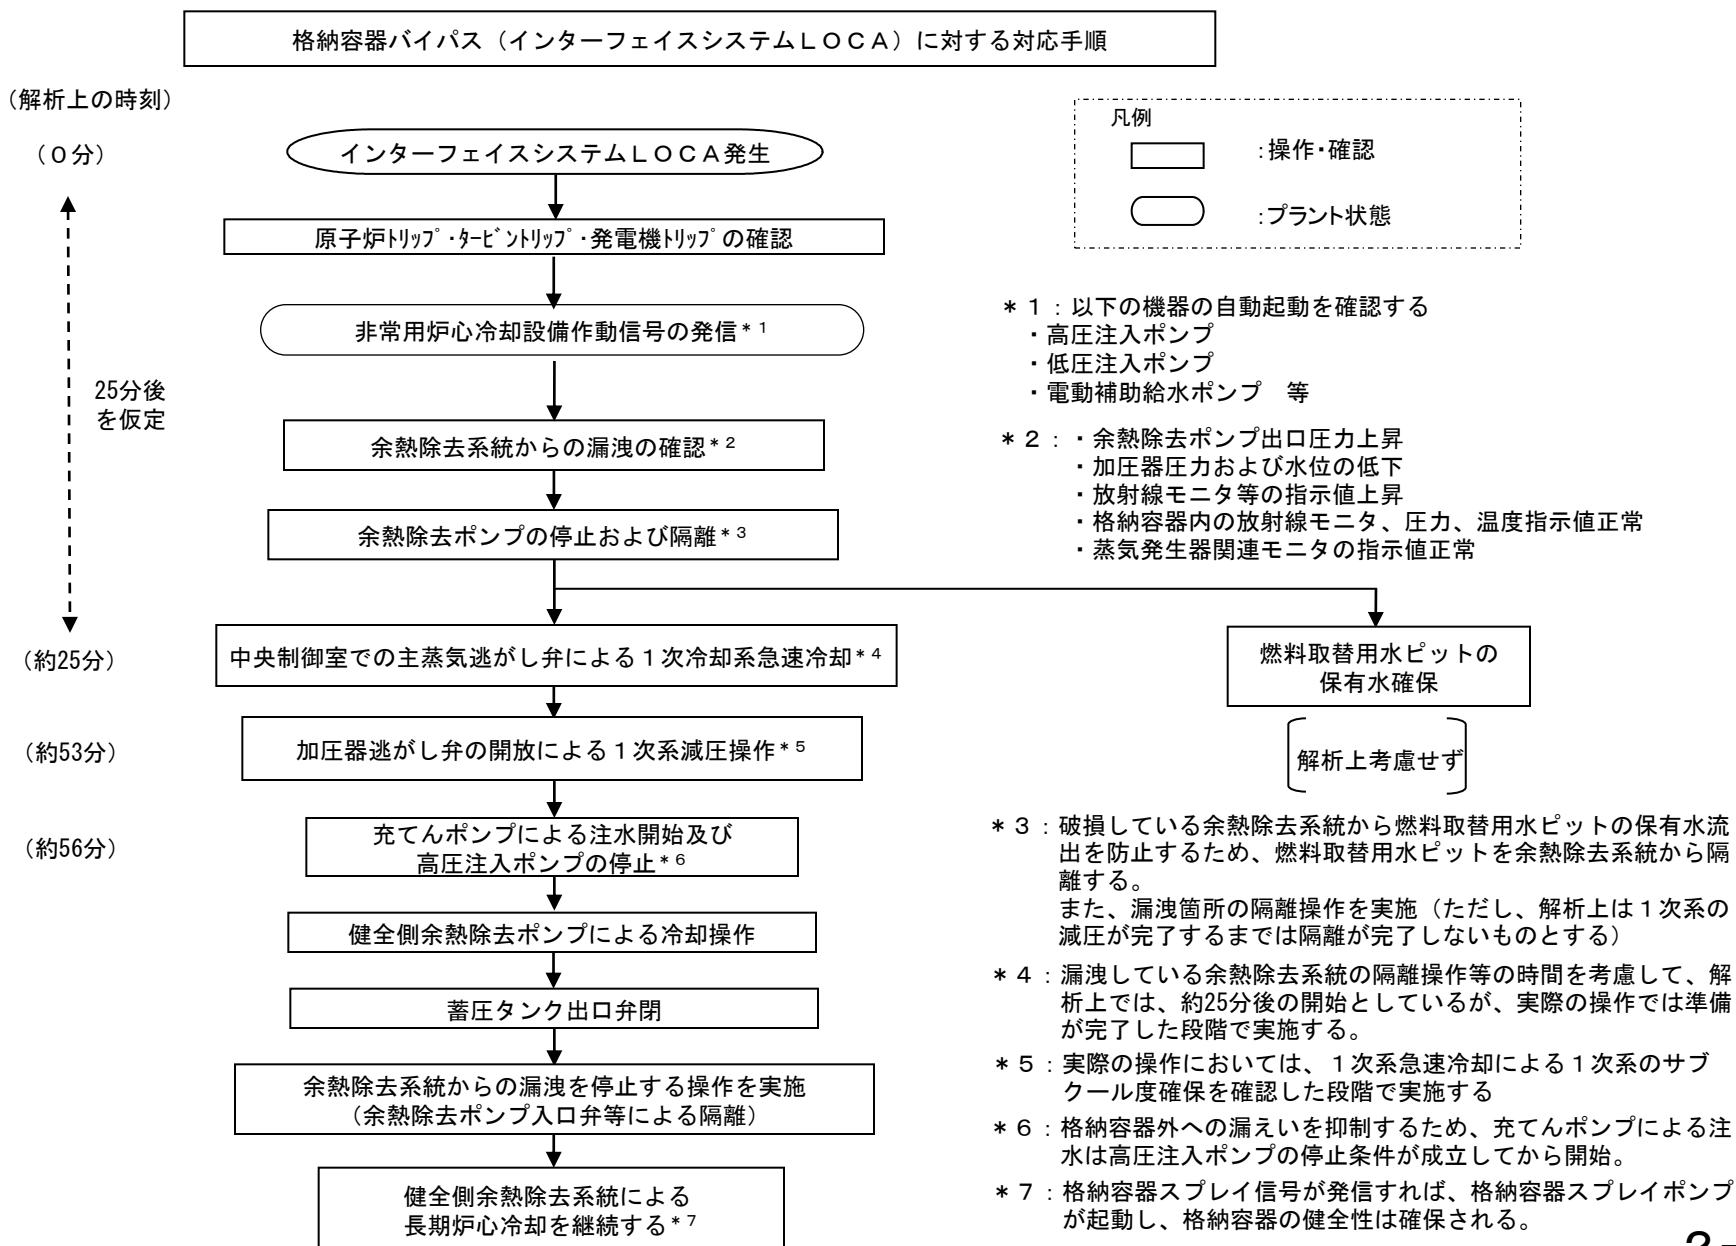 格納容器バイパス（インターフェイスシステムＬＯＣＡ）に対する対応手順
（解析上の時刻）
（０分）
インターフェイスシステムＬＯＣＡ発生
原子炉ﾄﾘｯﾌﾟ・ﾀｰﾋﾞﾝﾄﾘｯﾌﾟ・発電機ﾄﾘｯﾌﾟの確認
非常用炉心冷却設備作動信号の発信*1
25分後
を仮定
余熱除去系統からの漏洩の確認*2
余熱除去ポンプの停止および隔離*3
（約25分）
中央制御室での主蒸気逃がし弁による１次冷却系急速冷却*4
（約53分）
加圧器逃がし弁の開放による１次系減圧操作*5
（約56分）
充てんポンプによる注水開始及び
高圧注入ポンプの停止*6
健全側余熱除去ポンプによる冷却操作
蓄圧タンク出口弁閉
余熱除去系統からの漏洩を停止する操作を実施
（余熱除去ポンプ入口弁等による隔離）
健全側余熱除去系統による
長期炉心冷却を継続する*7
凡例
：操作・確認
：プラント状態
＊１：以下の機器の自動起動を確認する
・高圧注入ポンプ
・低圧注入ポンプ
・電動補助給水ポンプ　等
＊２：・余熱除去ポンプ出口圧力上昇
・加圧器圧力および水位の低下
・放射線モニタ等の指示値上昇
・格納容器内の放射線モニタ、圧力、温度指示値正常
・蒸気発生器関連モニタの指示値正常
燃料取替用水ピットの
保有水確保
解析上考慮せず
＊３：破損している余熱除去系統から燃料取替用水ピットの保有水流
出を防止するため、燃料取替用水ピットを余熱除去系統から隔
離する。
また、漏洩箇所の隔離操作を実施（ただし、解析上は１次系の
減圧が完了するまでは隔離が完了しないものとする）
＊４：漏洩している余熱除去系統の隔離操作等の時間を考慮して、解
析上では、約25分後の開始としているが、実際の操作では準備
が完了した段階で実施する。
＊５：実際の操作においては、１次系急速冷却による１次系のサブ
クール度確保を確認した段階で実施する
＊６：格納容器外への漏えいを抑制するため、充てんポンプによる注
水は高圧注入ポンプの停止条件が成立してから開始。
＊７：格納容器スプレイ信号が発信すれば、格納容器スプレイポンプ
が起動し、格納容器の健全性は確保される。